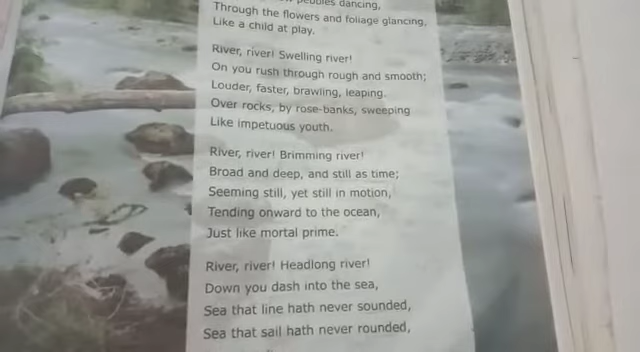 pebbles dancing,
Through the flowers and foliage glancing,
Like a child at play.
River, river! Swelling river!
On you rush through rough and smooth;
Louder, faster, brawling, leaping.
Over rocks, by rose-banks, sweeping
Like impetuous youth.
River, river! Brimming river!
Broad and deep, and still as time;
Seeming still, yet still in motion,
Tending onward to the ocean,
Just like mortal prime.
River, river! Headlong river!
Down you dash into the sea,
Sea that line hath never sounded,
Sea that sail hath never rounded,